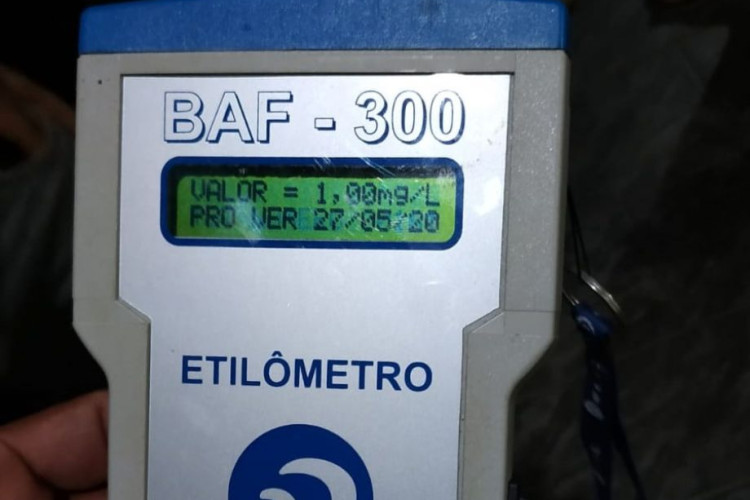 BAF - 300
VALOR = 1,00mg/L
PRO VER 27/05/20
ETILÔMETRO